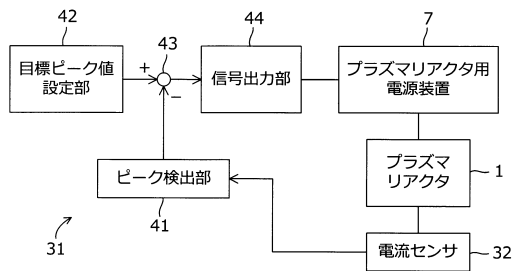 42
43
44
7
目標ピーク値
設定部
+
−
信号出力部
プラズマリアクタ用
電源装置
プラズマ
リアクタ
1
ピーク検出部
41
31
電流センサ
32